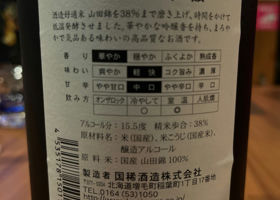 酒造好適米 山田錦を38%まで磨き上げ、時間をかけて
低温発酵させました。華やかな吟醸香を持ち、まろや
かで気品ある味わいの高品質なお酒です。
香り 華やか 穏やか ふくよか 熟成香
味わい 爽やか 軽快 コク旨み 濃厚
甘辛 やや甘口 中口 やや辛口 辛口
飲み方 オンザロック 冷やして 室温 人肌燗
アルコール分：15.5度 精米歩合：38%
原材料名：米(国産)、米こうじ(国産米)、
醸造アルコール
原料米：国産 山田錦 100%
製造者 国稀酒造株式会社
北海道増毛町稲葉町1丁目17番地
TEL 0164(53)1050